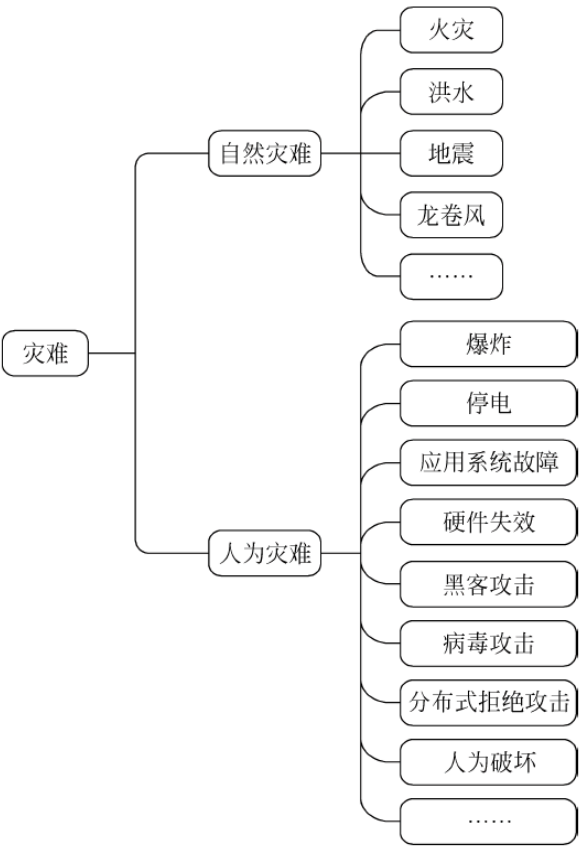 火灾
洪水
自然灾难
地震
龙卷风
……
灾难
爆炸
停电
应用系统故障
硬件失效
人为灾难
黑客攻击
病毒攻击
分布式拒绝攻击
人为破坏
……